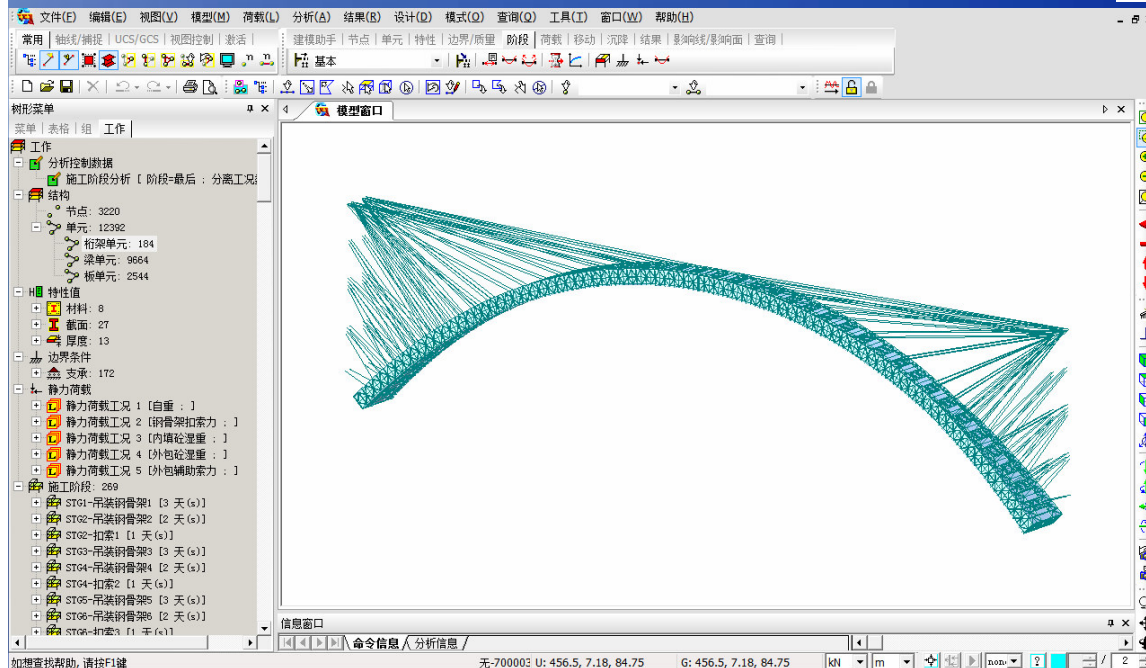 文件(F) 编辑(E) 视图(V) 模型(M) 荷载(L) 分析(A) 结果(R) 设计(D) 模式(O) 查询(Q) 工具(T) 窗口(W) 帮助(H)
常用 轴线/捕捉 UCS/GCS 视图控制 激活 建模助手 节点 单元 特性 边界/质量 阶段 荷载 移动 沉降 结果 影响线/影响面 查询
基本
树形菜单
模型窗口
菜单 表格 组 工作
工作
分析控制数据
施工阶段分析 [ 阶段=最后 ; 分离工况
结构
节点: 3220
单元: 12392
桁架单元: 184
梁单元: 9664
板单元: 2544
特性值
材料: 8
截面: 27
厚度: 13
边界条件
支承: 172
静力荷载
静力荷载工况 1 [自重 ; ]
静力荷载工况 2 [钢骨架扣索力 ; ]
静力荷载工况 3 [内填砼湿重 ; ]
静力荷载工况 4 [外包砼湿重 ; ]
静力荷载工况 5 [外包辅助索力 ; ]
施工阶段: 269
STG1-吊装钢骨架1 [3 天(s)]
STG2-吊装钢骨架2 [2 天(s)]
STG2-扣索1 [1 天(s)]
STG3-吊装钢骨架3 [3 天(s)]
STG4-吊装钢骨架4 [2 天(s)]
STG4-扣索2 [1 天(s)]
STG5-吊装钢骨架5 [3 天(s)]
STG6-吊装钢骨架6 [2 天(s)]
STG6-扣索3 [1 天(s)]
信息窗口
命令信息 分析信息
如想查找帮助, 请按F1键
无-700003 U: 456.5, 7.18, 84.75 G: 456.5, 7.18, 84.75 kN m non 2